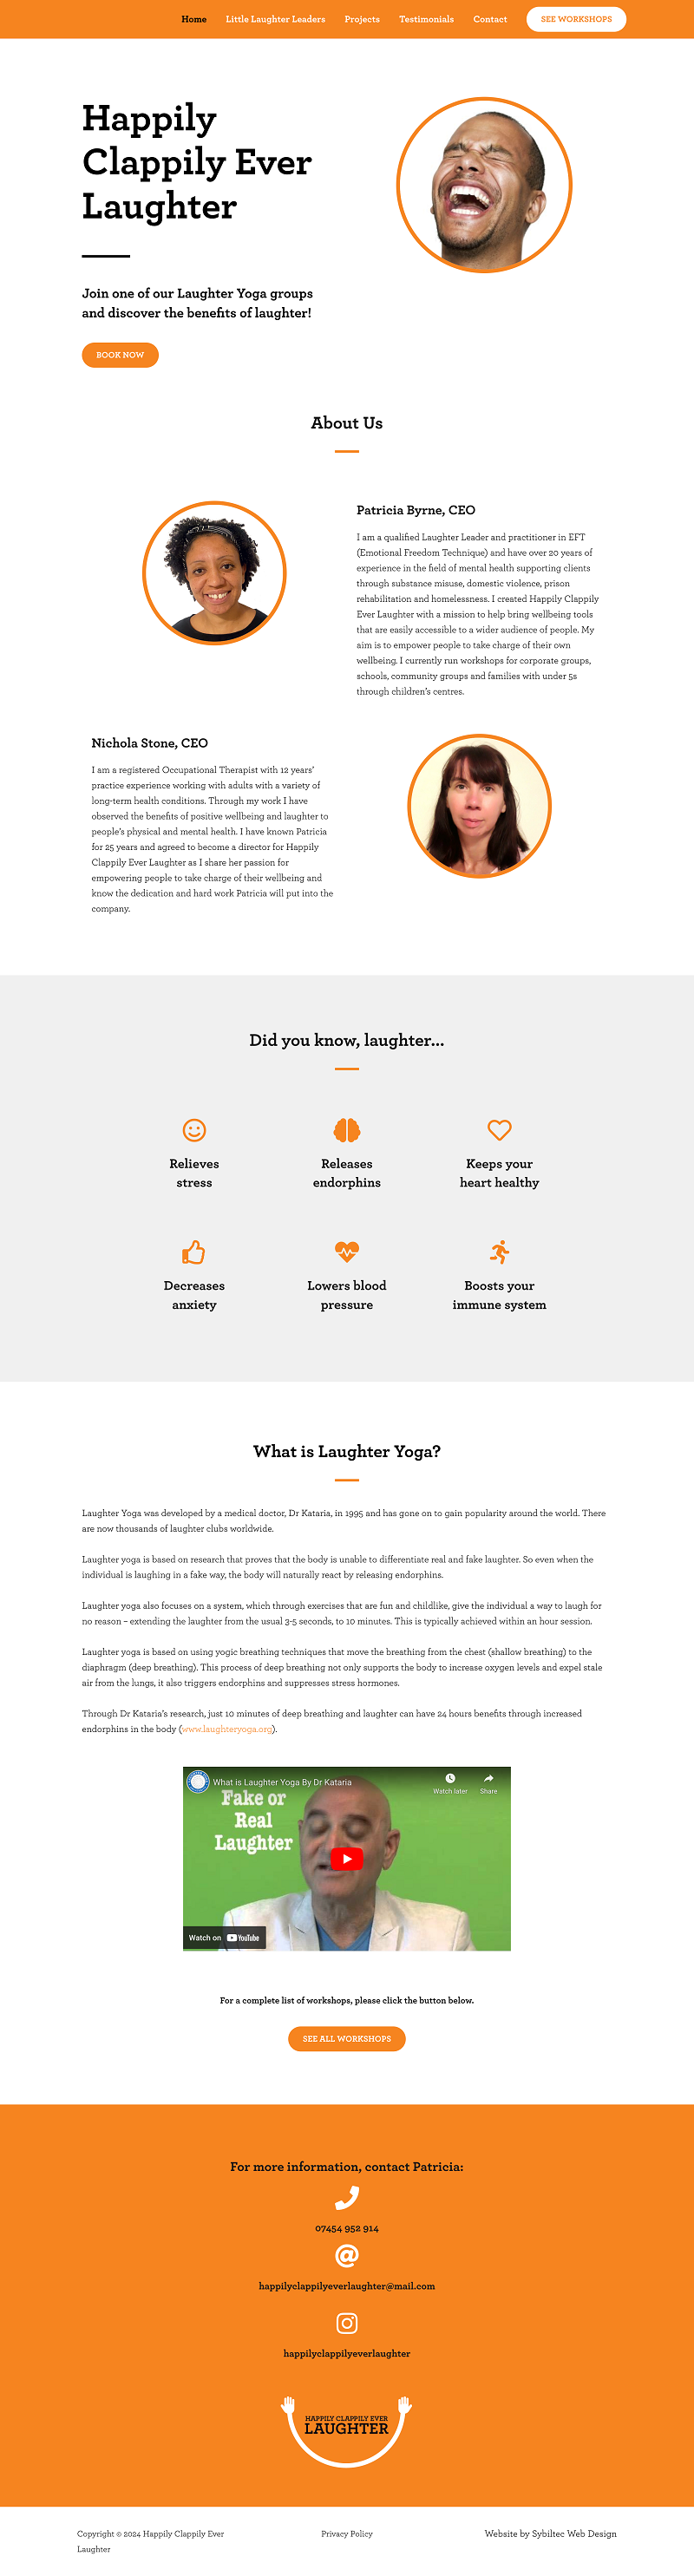 Home Little Laughter Leaders Projects Testimonials Contact SEE WORKSHOPS
Happily
Clappily Ever
Laughter
Join one of our Laughter Yoga groups
and discover the benefits of laughter!
BOOK NOW
About Us
Patricia Byrne, CEO
I am a qualified Laughter Leader and practitioner in EFT
(Emotional Freedom Technique) and have over 20 years of
experience in the field of mental health supporting clients
through substance misuse, domestic violence, prison
rehabilitation and homelessness. I created Happily Clappily
Ever Laughter with a mission to help bring wellbeing tools
that are easily accessible to a wider audience of people. My
aim is to empower people to take charge of their own
wellbeing. I currently run workshops for corporate groups,
schools, community groups and families with under 5s
through children's centres.
Nichola Stone, CEO
I am a registered Occupational Therapist with 12 years'
practice experience working with adults with a variety of
long-term health conditions. Through my work I have
observed the benefits of positive wellbeing and laughter to
people's physical and mental health. I have known Patricia
for 25 years and agreed to become a director for Happily
Clappily Ever Laughter as I share her passion for
empowering people to take charge of their wellbeing and
know the dedication and hard work Patricia will put into the
company.
Did you know, laughter...
Relieves
stress
Releases
endorphins
Keeps your
heart healthy
Decreases
anxiety
Lowers blood
pressure
Boosts your
immune system
What is Laughter Yoga?
Laughter Yoga was developed by a medical doctor, Dr Kataria, in 1995 and has gone on to gain popularity around the world. There
are now thousands of laughter clubs worldwide.
Laughter yoga is based on research that proves that the body is unable to differentiate real and fake laughter. So even when the
individual is laughing in a fake way, the body will naturally react by releasing endorphins.
Laughter yoga also focuses on a system, which through exercises that are fun and childlike, give the individual a way to laugh for
no reason – extending the laughter from the usual 3-5 seconds, to 10 minutes. This is typically achieved within an hour session.
Laughter yoga is based on using yogic breathing techniques that move the breathing from the chest (shallow breathing) to the
diaphragm (deep breathing). This process of deep breathing not only supports the body to increase oxygen levels and expel stale
air from the lungs, it also triggers endorphins and suppresses stress hormones.
Through Dr Kataria's research, just 10 minutes of deep breathing and laughter can have 24 hours benefits through increased
endorphins in the body (www.laughteryoga.org).
What is Laughter Yoga By Dr Kataria
Watch later Share
Fake or
Real
Laughter
Watch on YouTube
For a complete list of workshops, please click the button below.
SEE ALL WORKSHOPS
For more information, contact Patricia:
07454 952 914
happilyclappilyeverlaughter@mail.com
happilyclappilyeverlaughter
HAPPILY CLAPPILY EVER
LAUGHTER
Copyright © 2024 Happily Clappily Ever
Laughter
Privacy Policy
Website by Sybiltec Web Design